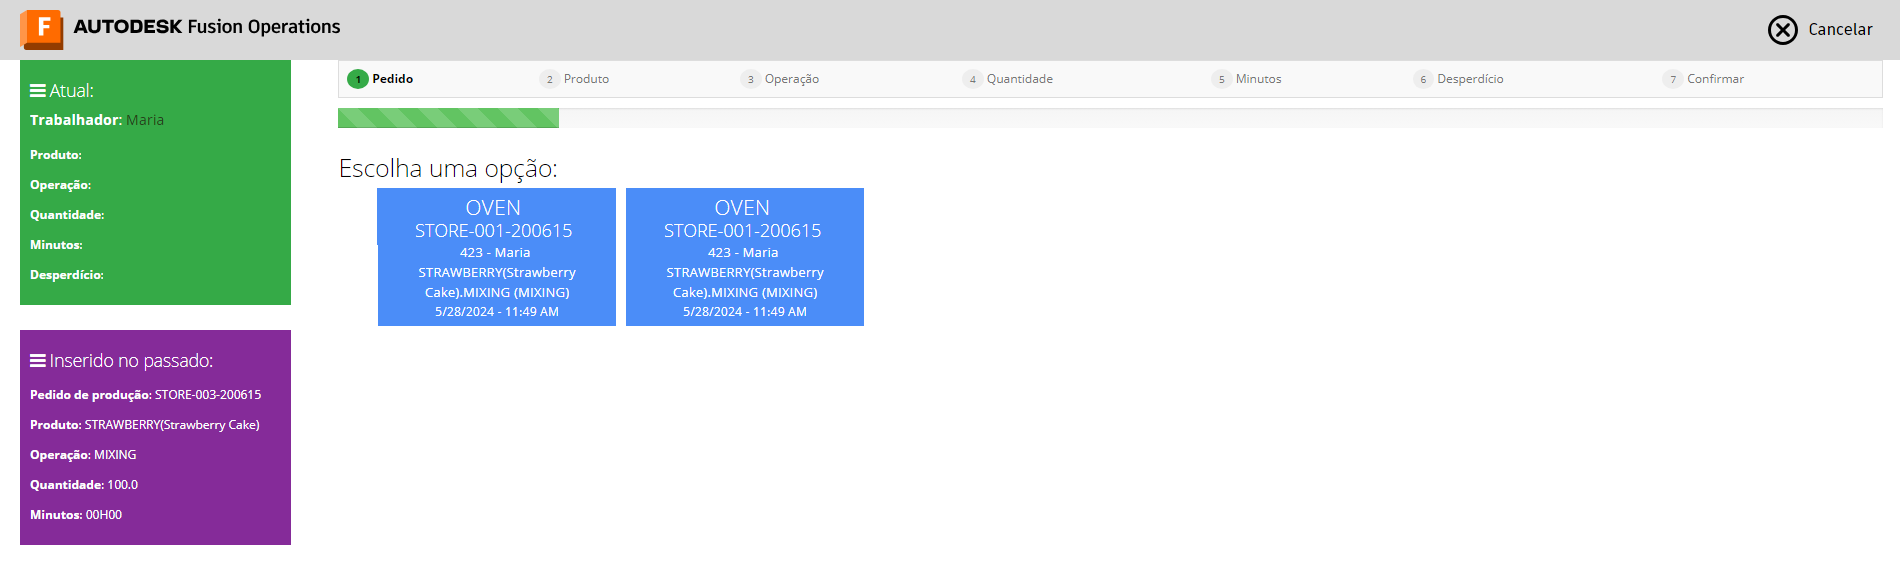 F AUTODESK Fusion Operations
Cancelar
Atual:
Trabalhador: Maria
Produto:
Operação:
Quantidade:
Minutos:
Desperdício:
Inserido no passado:
Pedido de produção: STORE-003-200615
Produto: STRAWBERRY(Strawberry Cake)
Operação: MIXING
Quantidade: 100.0
Minutos: 00H00
1 Pedido
2 Produto
3 Operação
4 Quantidade
5 Minutos
6 Desperdício
7 Confirmar
Escolha uma opção:
OVEN
STORE-001-200615
423 - Maria
STRAWBERRY(Strawberry
Cake).MIXING (MIXING)
5/28/2024 - 11:49 AM
OVEN
STORE-001-200615
423 - Maria
STRAWBERRY(Strawberry
Cake).MIXING (MIXING)
5/28/2024 - 11:49 AM